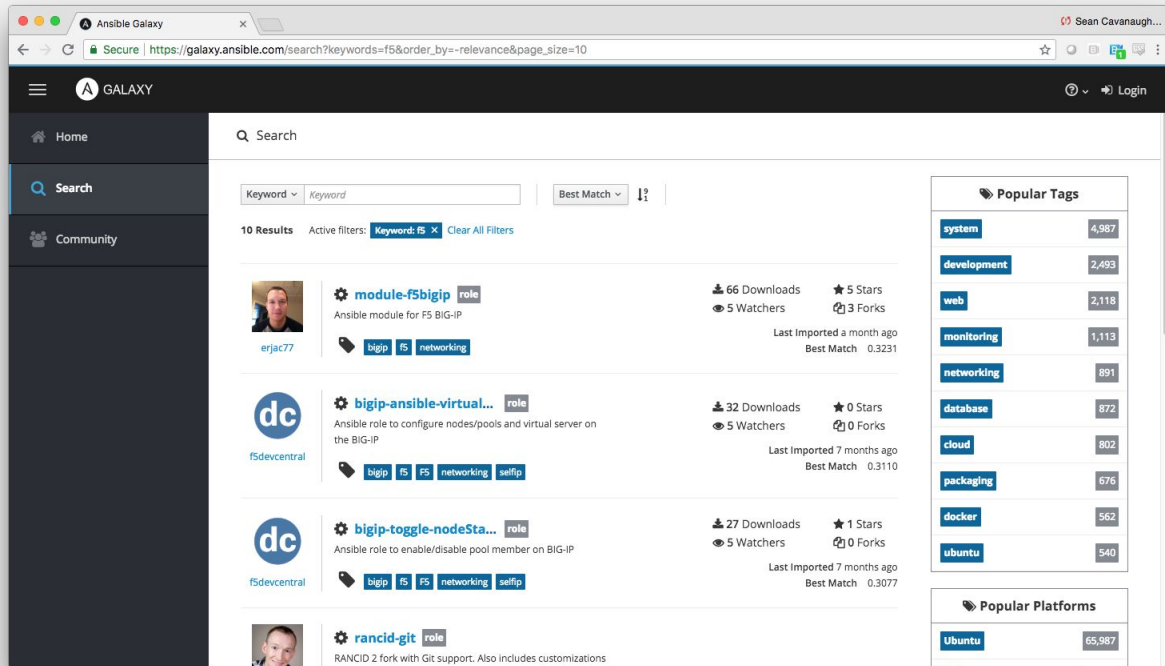 Ansible Galaxy
Sean Cavanaugh...
Secure | https://galaxy.ansible.com/search?keywords=f5&order_by=-relevance&page_size=10
A GALAXY
Login
Home
Search
Community
Search
Keyword
Keyword
Best Match
10 Results Active filters: Keyword: f5 × Clear All Filters
module-f5bigip role
Ansible module for F5 BIG-IP
bigip f5 networking
erjac77
66 Downloads 5 Stars
5 Watchers 3 Forks
Last Imported a month ago
Best Match 0.3231
dc
f5devcentral
bigip-ansible-virtual... role
Ansible role to configure nodes/pools and virtual server on
the BIG-IP
bigip f5 F5 networking selfip
32 Downloads 0 Stars
5 Watchers 0 Forks
Last Imported 7 months ago
Best Match 0.3110
dc
f5devcentral
bigip-toggle-nodeSta... role
Ansible role to enable/disable pool member on BIG-IP
bigip f5 F5 networking selfip
27 Downloads 1 Stars
5 Watchers 0 Forks
Last Imported 7 months ago
Best Match 0.3077
rancid-git role
RANCID 2 fork with Git support. Also includes customizations
Popular Tags
system 4,987
development 2,493
web 2,118
monitoring 1,113
networking 891
database 872
cloud 802
packaging 676
docker 562
ubuntu 540
Popular Platforms
Ubuntu 65,987